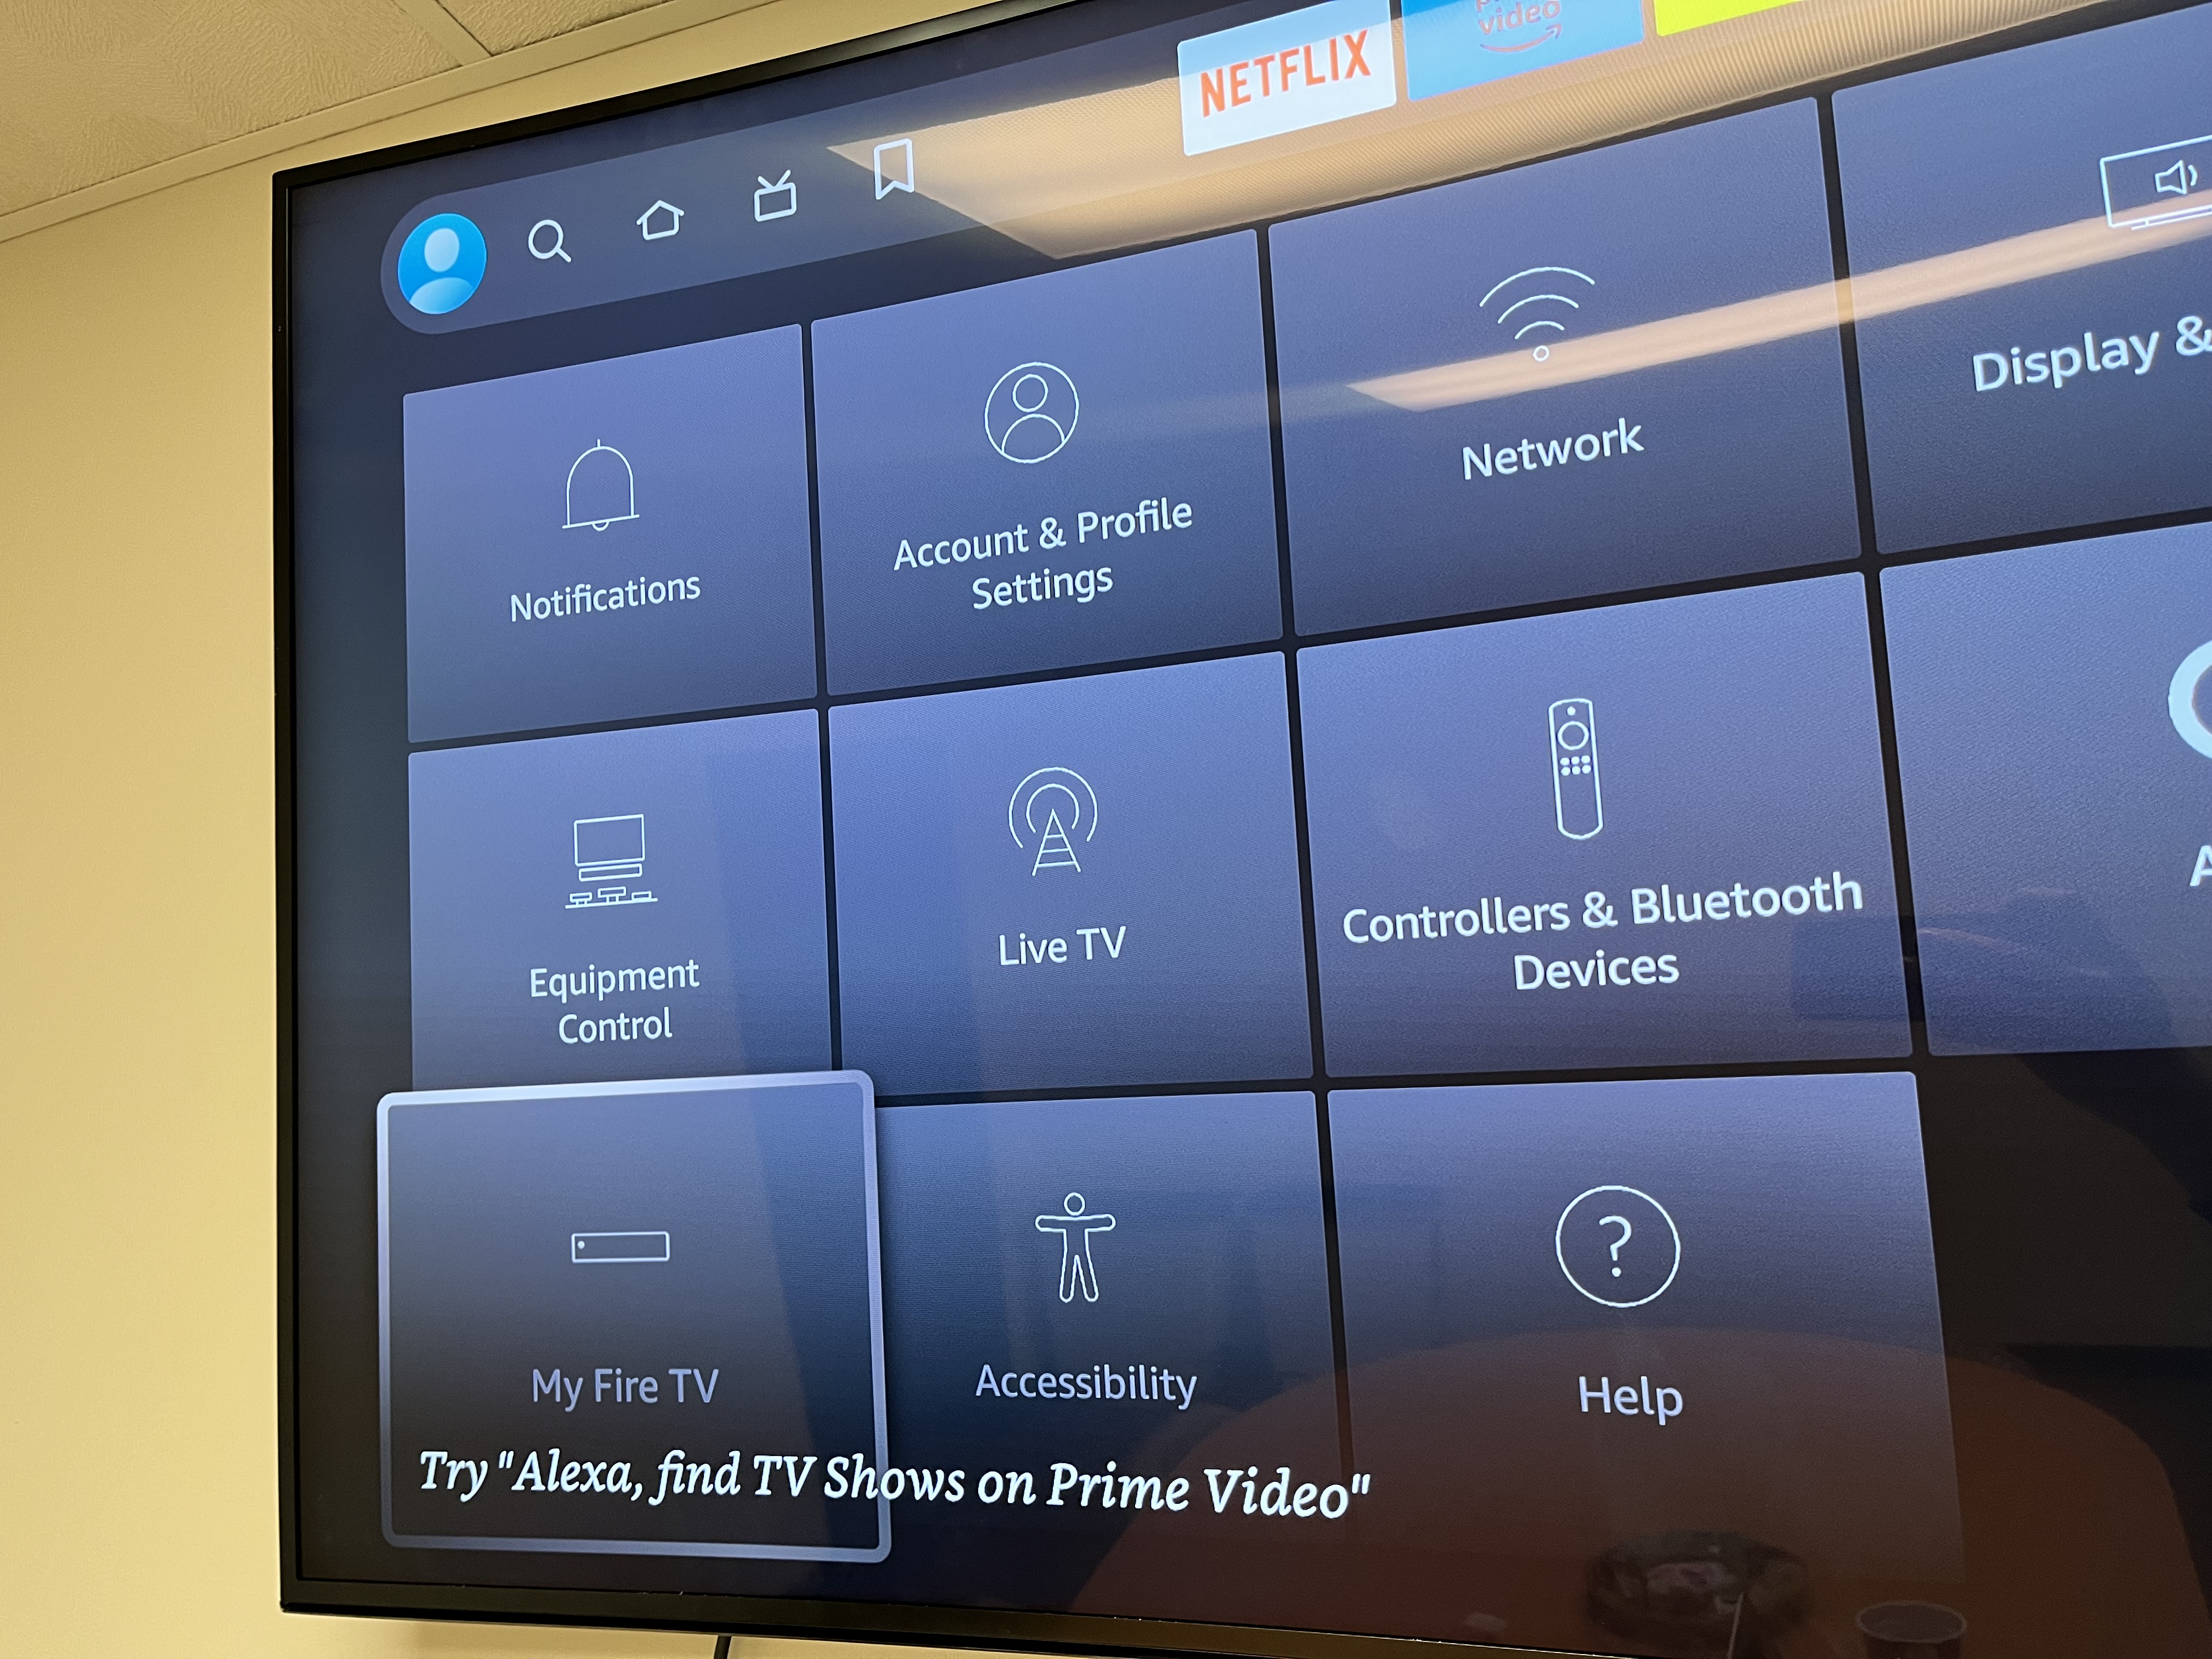 NETFLIX
video
Notifications
Account & Profile
Settings
Network
Display &
Equipment
Control
Live TV
Controllers & Bluetooth
Devices
My Fire TV
Accessibility
Help
Try "Alexa, find TV Shows on Prime Video"